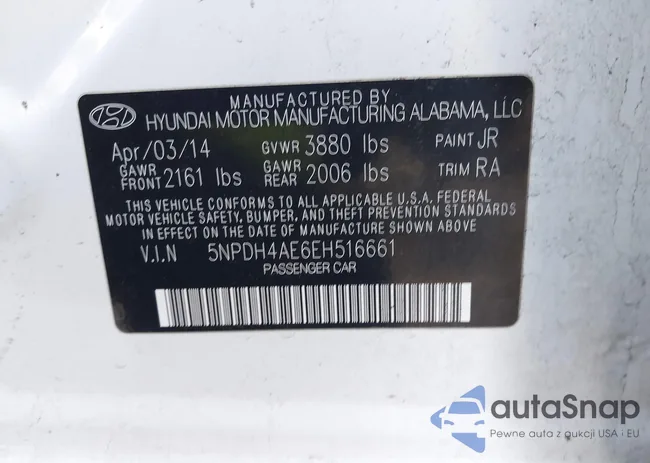 MANUFACTURED BY
HYUNDAI MOTOR MANUFACTURING ALABAMA, LLC
Apr/03/14 GVWR 3880 lbs PAINT JR
GAWR FRONT 2161 lbs GAWR REAR 2006 lbs TRIM RA
THIS VEHICLE CONFORMS TO ALL APPLICABLE U.S.A. FEDERAL
MOTOR VEHICLE SAFETY, BUMPER, AND THEFT PREVENTION STANDARDS
IN EFFECT ON THE DATE OF MANUFACTURE SHOWN ABOVE
V.I.N 5NPDH4AE6EH516661
PASSENGER CAR
autoSnap
Pewne auta z aukcji USA i EU